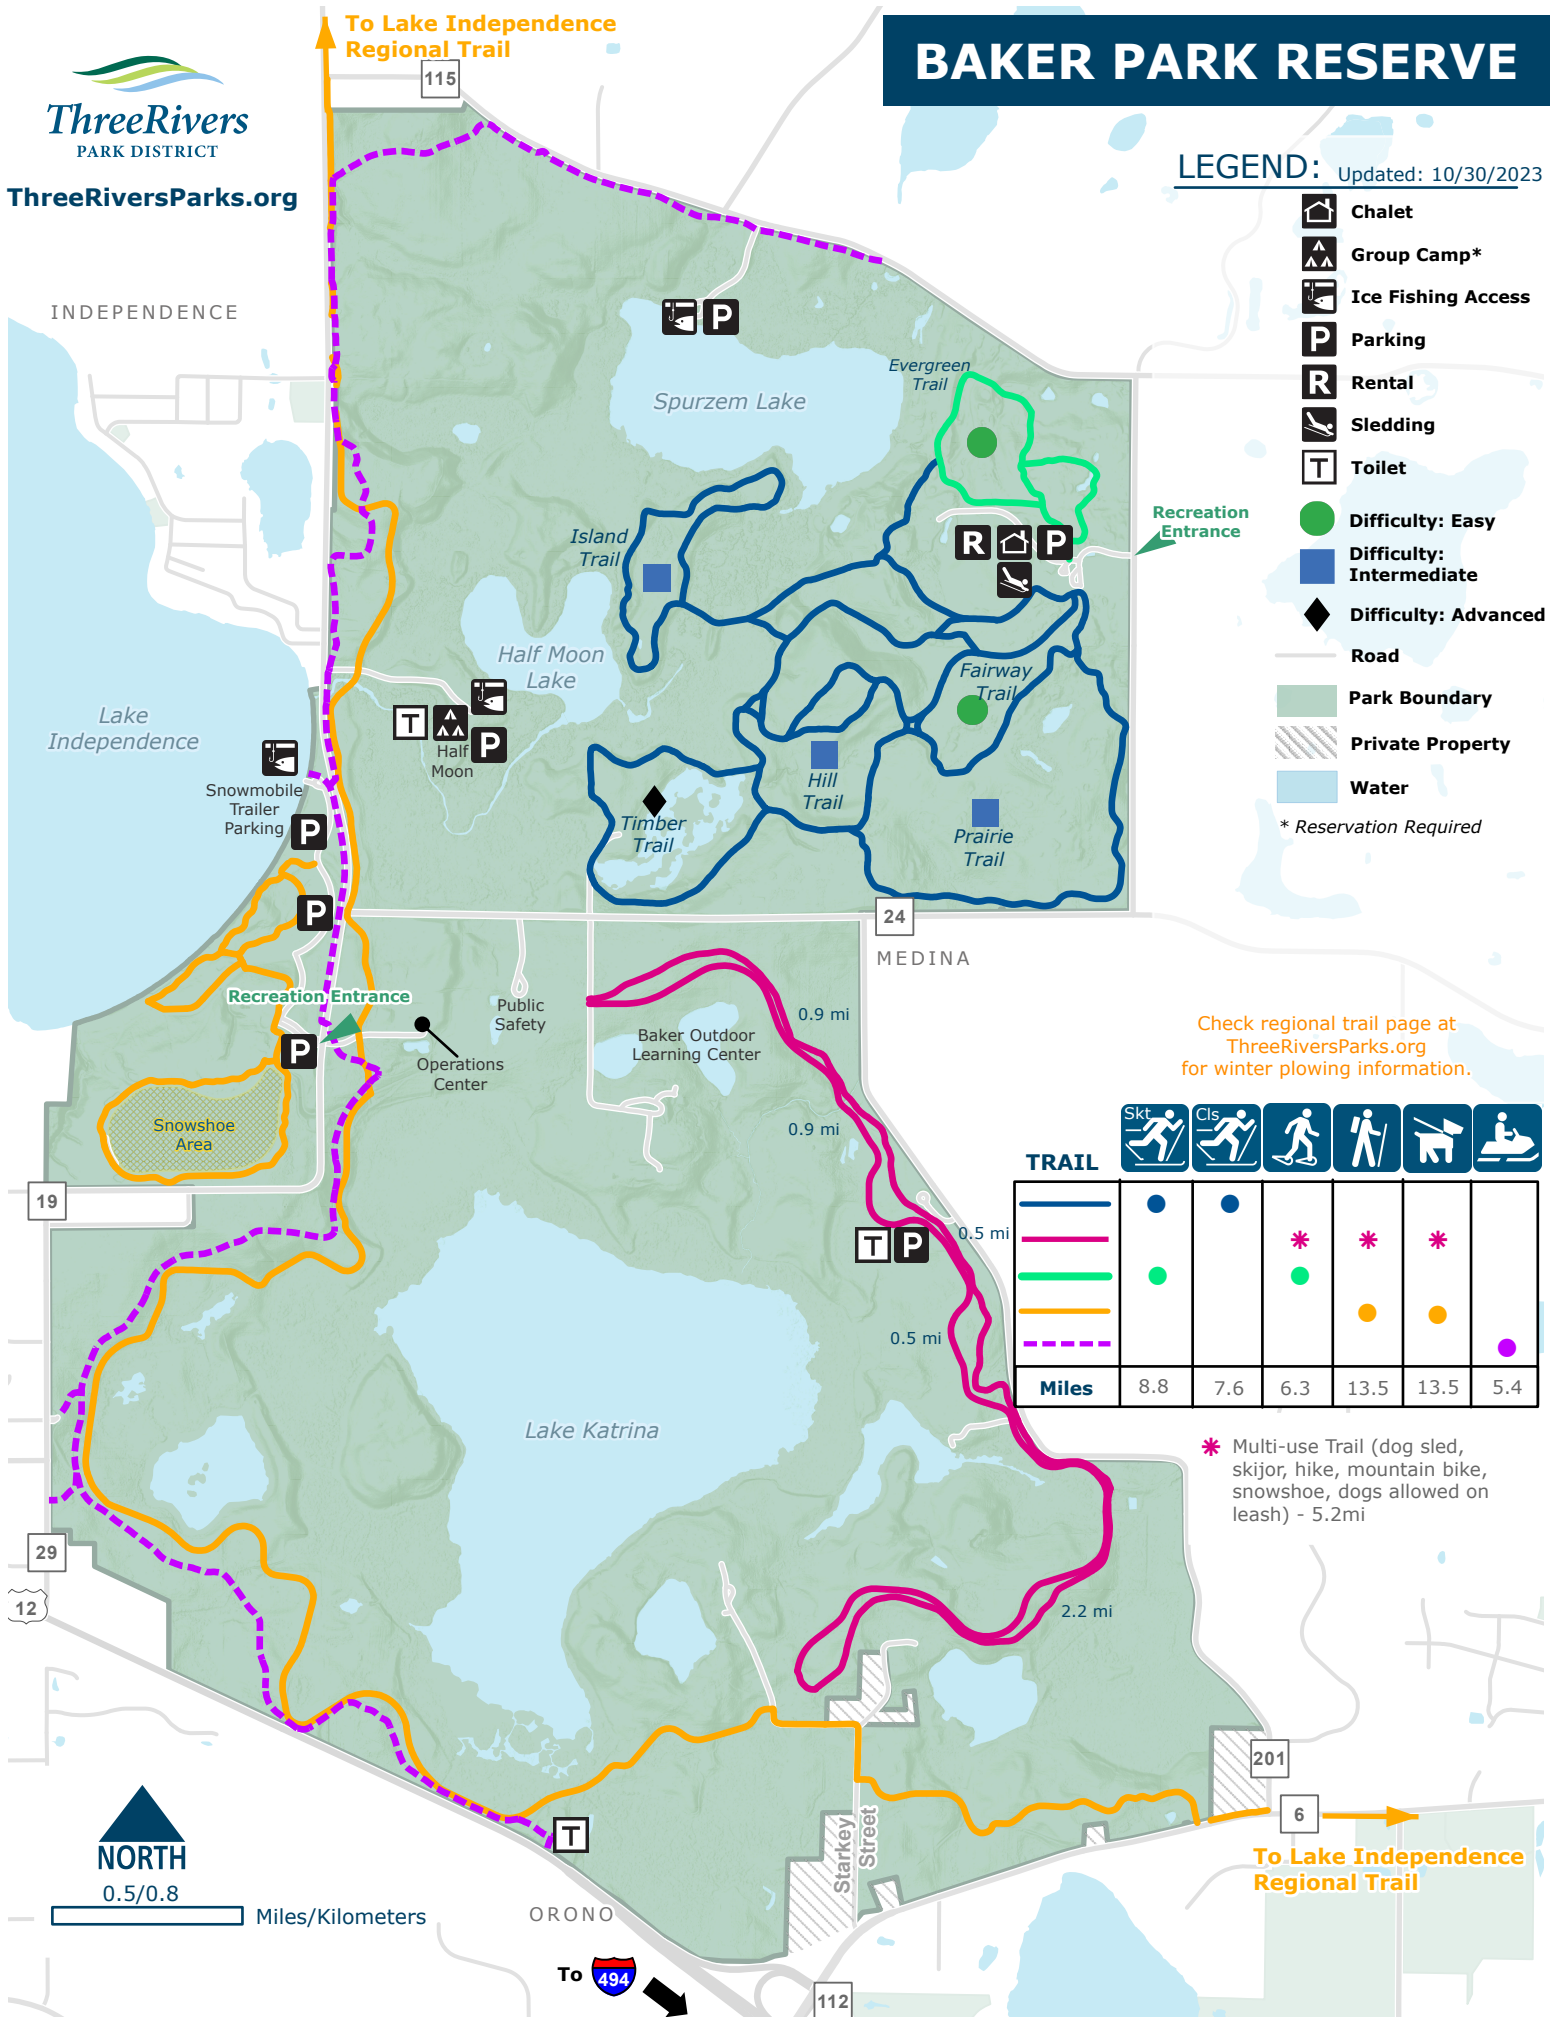 To Lake Independence
Regional Trail
115
BAKER PARK RESERVE
ThreeRivers
PARK DISTRICT
ThreeRiversParks.org
LEGEND: Updated: 10/30/2023
Chalet
Group Camp*
Ice Fishing Access
P Parking
R Rental
Sledding
T Toilet
Difficulty: Easy
Difficulty:
Intermediate
Difficulty: Advanced
Road
Park Boundary
Private Property
Water
* Reservation Required
INDEPENDENCE
P
Spurzem Lake
Evergreen
Trail
Recreation
Entrance
R P
Island
Trail
Half Moon
Lake
Fairway
Trail
Lake
Independence
T
P
Half
Moon
Snowmobile
Trailer
Parking
P
Hill
Trail
Timber
Trail
Prairie
Trail
P
24
MEDINA
Recreation Entrance
P
Public
Safety
Operations
Center
Baker Outdoor
Learning Center
0.9 mi
0.9 mi
Snowshoe
Area
19
T P
0.5 mi
0.5 mi
Check regional trail page at
ThreeRiversParks.org
for winter plowing information.
Skt Cls
TRAIL
Miles 8.8 7.6 6.3 13.5 13.5 5.4
Multi-use Trail (dog sled,
skijor, hike, mountain bike,
snowshoe, dogs allowed on
leash) - 5.2mi
Lake Katrina
29
12
2.2 mi
201
6
To Lake Independence
Regional Trail
T
Starkey
Street
NORTH
0.5/0.8
Miles/Kilometers
ORONO
To 494
112